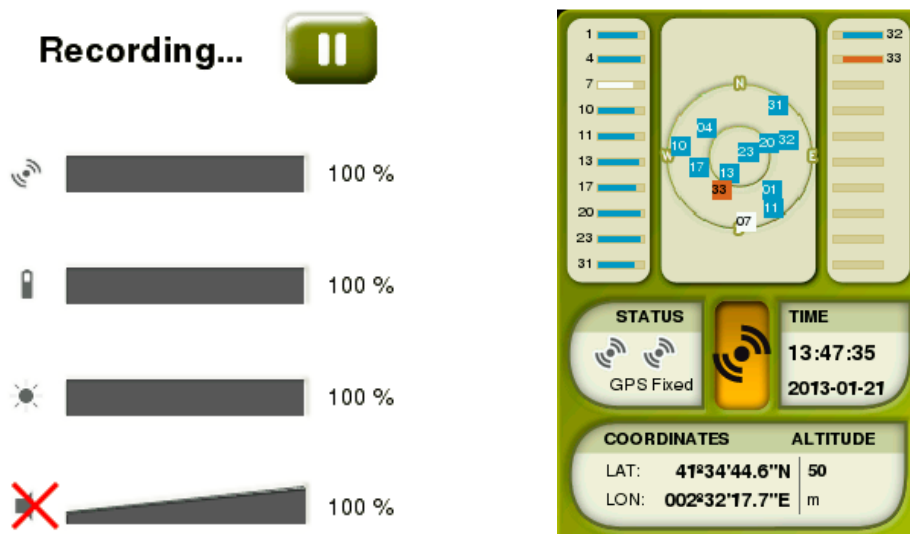 Recording...
100 %
100 %
100 %
100 %
1 32
4 33
7
10
11
13
17
20
23
31
N
31
04
20 32
10 23
W E
17 13
33 01
11
07
STATUS TIME
GPS Fixed 13:47:35
2013-01-21
COORDINATES ALTITUDE
LAT: 41º34'44.6"N 50
LON: 002º32'17.7"E m